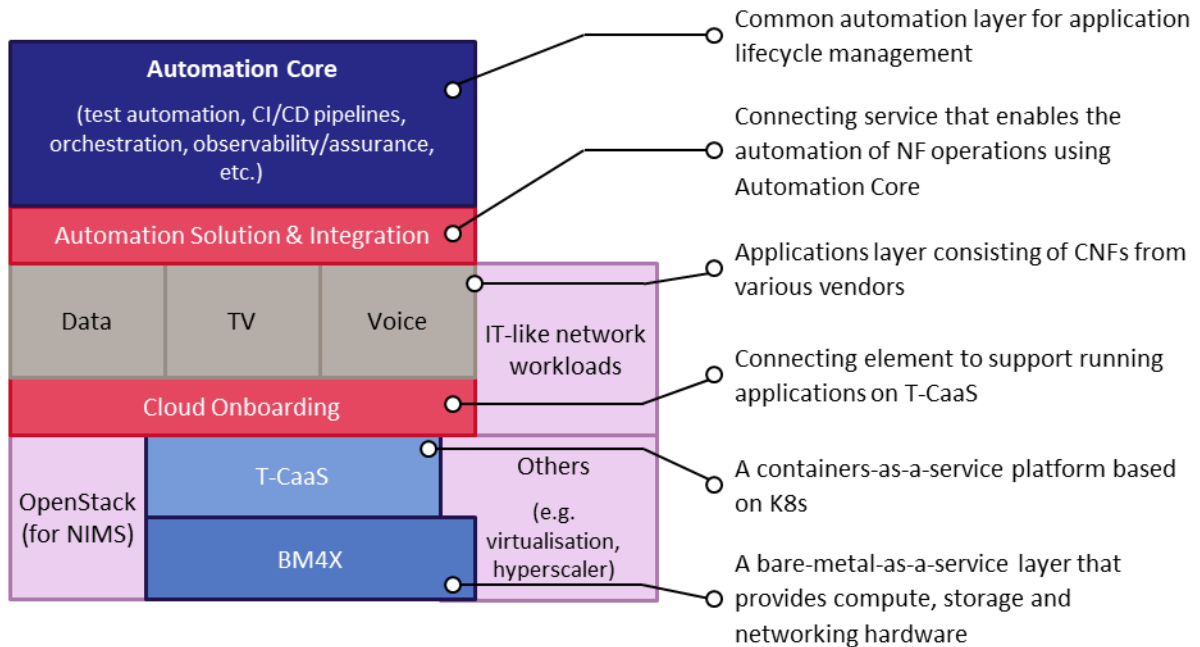 Automation Core
(test automation, CI/CD pipelines,
orchestration, observability/assurance,
etc.)
Automation Solution & Integration
Data
TV
Voice
IT-like network
workloads
Cloud Onboarding
OpenStack
(for NIMS)
T-CaaS
BM4X
Others
(e.g.
virtualisation,
hyperscaler)
Common automation layer for application
lifecycle management
Connecting service that enables the
automation of NF operations using
Automation Core
Applications layer consisting of CNFs from
various vendors
Connecting element to support running
applications on T-CaaS
A containers-as-a-service platform based
on K8s
A bare-metal-as-a-service layer that
provides compute, storage and
networking hardware